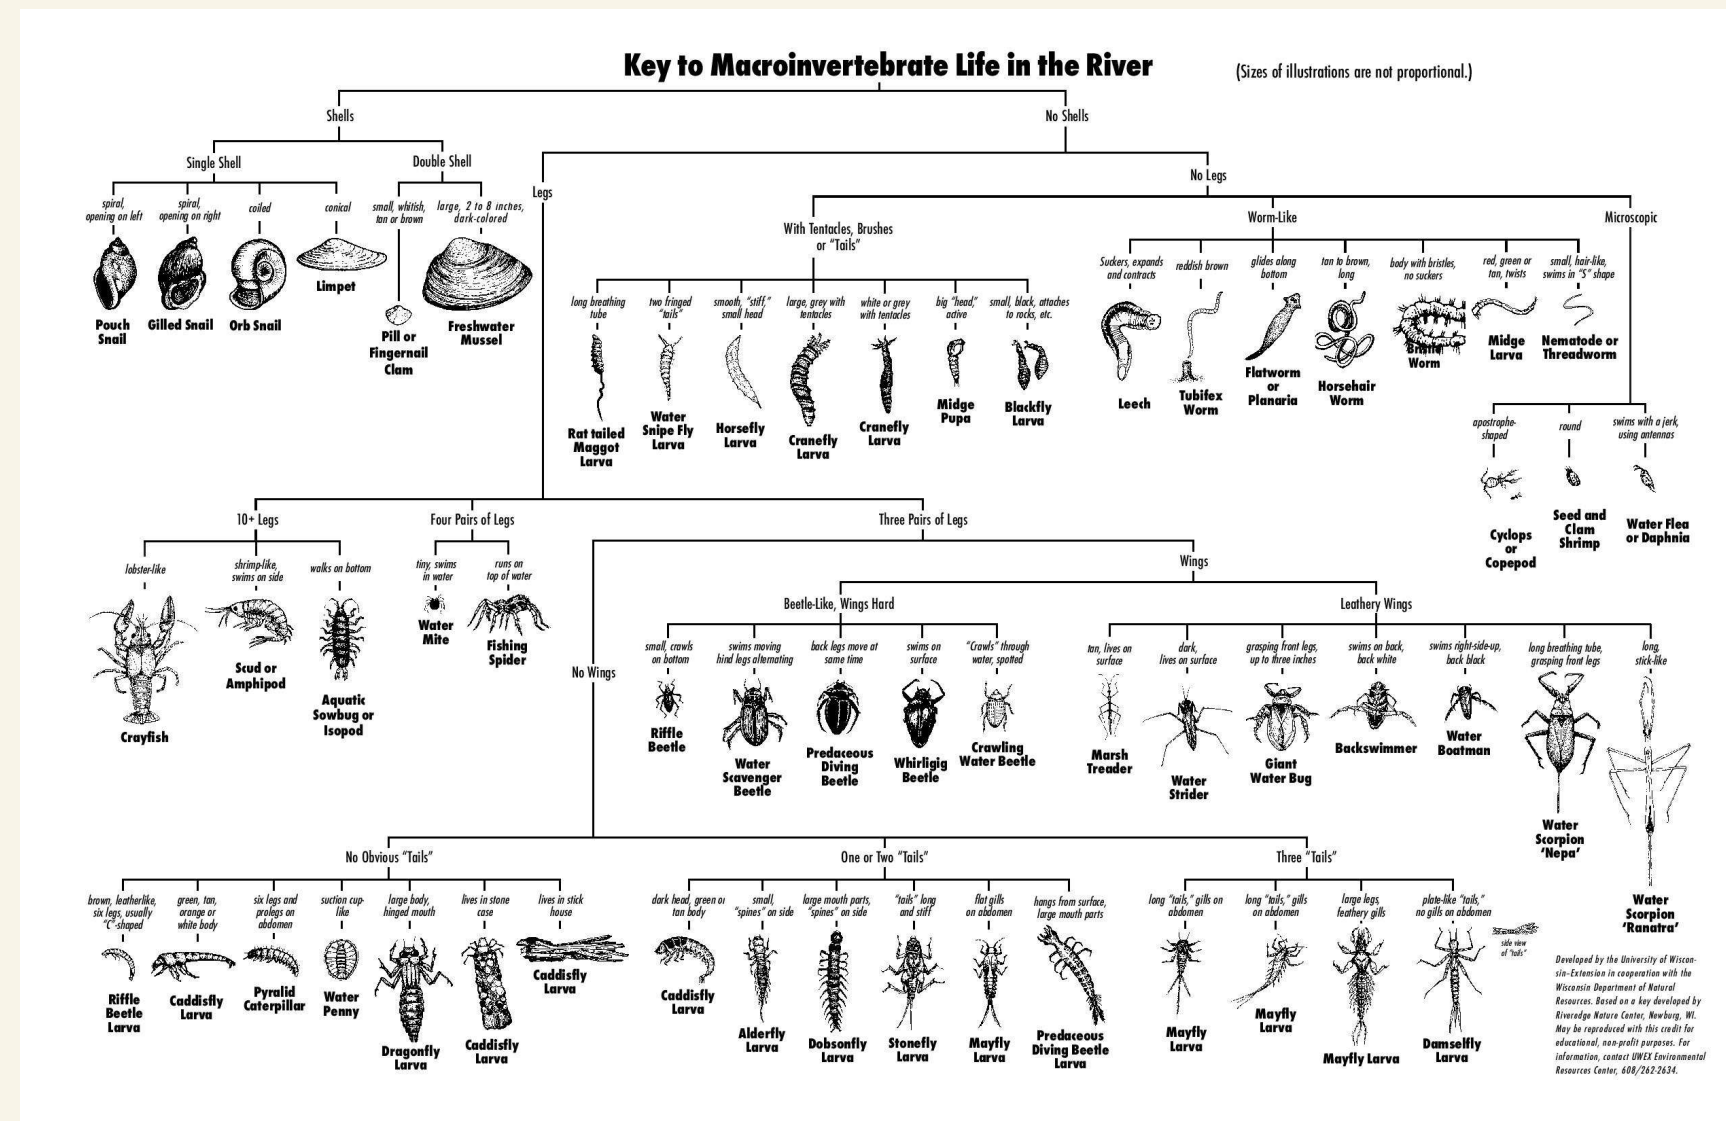 Key to Macroinvertebrate Life in the River
(Sizes of illustrations are not proportional.)
Shells
No Shells
Single Shell
Double Shell
Legs
No Legs
spiral,
opening on left
spiral,
opening on right
coiled
conical
small, whitish,
tan or brown
large, 2 to 8 inches,
dark-colored
Pouch
Snail
Gilled Snail
Orb Snail
Limpet
Pill or
Fingernail
Clam
Freshwater
Mussel
With Tentacles, Brushes
or “Tails”
Worm-Like
Microscopic
long breathing
tube
two fringed
“tails”
smooth, “stiff,”
small head
large, grey with
tentacles
white or grey
with tentacles
big “head,”
active
small, black, attaches
to rocks, etc.
Rat tailed
Maggot
Larva
Water
Snipe Fly
Larva
Horsefly
Larva
Cranefly
Larva
Cranefly
Larva
Midge
Pupa
Blackfly
Larva
Suckers, expands
and contracts
reddish brown
glides along
bottom
tan to brown,
long
body with bristles,
no suckers
red, green or
tan, twists
small, hair-like,
swims in “S” shape
Leech
Tubifex
Worm
Flatworm
or
Planaria
Horsehair
Worm
Bristle
Worm
Midge
Larva
Nematode or
Threadworm
apostrophe-
shaped
round
swims with a jerk,
using antennas
Cyclops
or
Copepod
Seed and
Clam
Shrimp
Water Flea
or Daphnia
10+ Legs
Four Pairs of Legs
Three Pairs of Legs
lobster-like
shrimp-like,
swims on side
walks on bottom
tiny, swims
in water
runs on
top of water
Crayfish
Scud or
Amphipod
Aquatic
Sowbug or
Isopod
Water
Mite
Fishing
Spider
No Wings
Wings
Beetle-Like, Wings Hard
Leathery Wings
small, crawls
on bottom
swims moving
hind legs alternating
back legs move at
same time
swims on
surface
“Crawls” through
water, spotted
Riffle
Beetle
Water
Scavenger
Beetle
Predaceous
Diving
Beetle
Whirligig
Beetle
Crawling
Water Beetle
tan, lives on
surface
dark,
lives on surface
grasping front legs,
up to three inches
swims on back,
back white
swims right-side-up,
back black
long breathing tube,
grasping front legs
long,
stick-like
Marsh
Treader
Water
Strider
Giant
Water Bug
Backswimmer
Water
Boatman
Water
Scorpion
‘Nepa’
Water
Scorpion
‘Ranatra’
No Obvious “Tails”
One or Two “Tails”
Three “Tails”
brown, leatherlike,
six legs, usually
“C”-shaped
green, tan,
orange or
white body
six legs and
prolegs on
abdomen
suction cup-
like
large body,
hinged mouth
lives in stone
case
lives in stick
house
Riffle
Beetle
Larva
Caddisfly
Larva
Pyralid
Caterpillar
Water
Penny
Dragonfly
Larva
Caddisfly
Larva
Caddisfly
Larva
dark head, green or
tan body
small,
“spines” on side
large mouth parts,
“spines” on side
“tails” long
and stiff
flat gills
on abdomen
hangs from surface,
large mouth parts
Caddisfly
Larva
Alderfly
Larva
Dobsonfly
Larva
Stonefly
Larva
Mayfly
Larva
Predaceous
Diving Beetle
Larva
long “tails,” gills on
abdomen
long “tails,” gills
on abdomen
large legs,
feathery gills
plate-like “tails,”
no gills on abdomen
side view
of “tails”
Mayfly
Larva
Mayfly
Larva
Mayfly Larva
Damselfly
Larva
Developed by the University of Wiscon-
sin–Extension in cooperation with the
Wisconsin Department of Natural
Resources. Based on a key developed by
Riveredge Nature Center, Newburg, WI.
May be reproduced with this credit for
educational, non-profit purposes. For
information, contact UWEX Environmental
Resources Center, 608/262-2634.